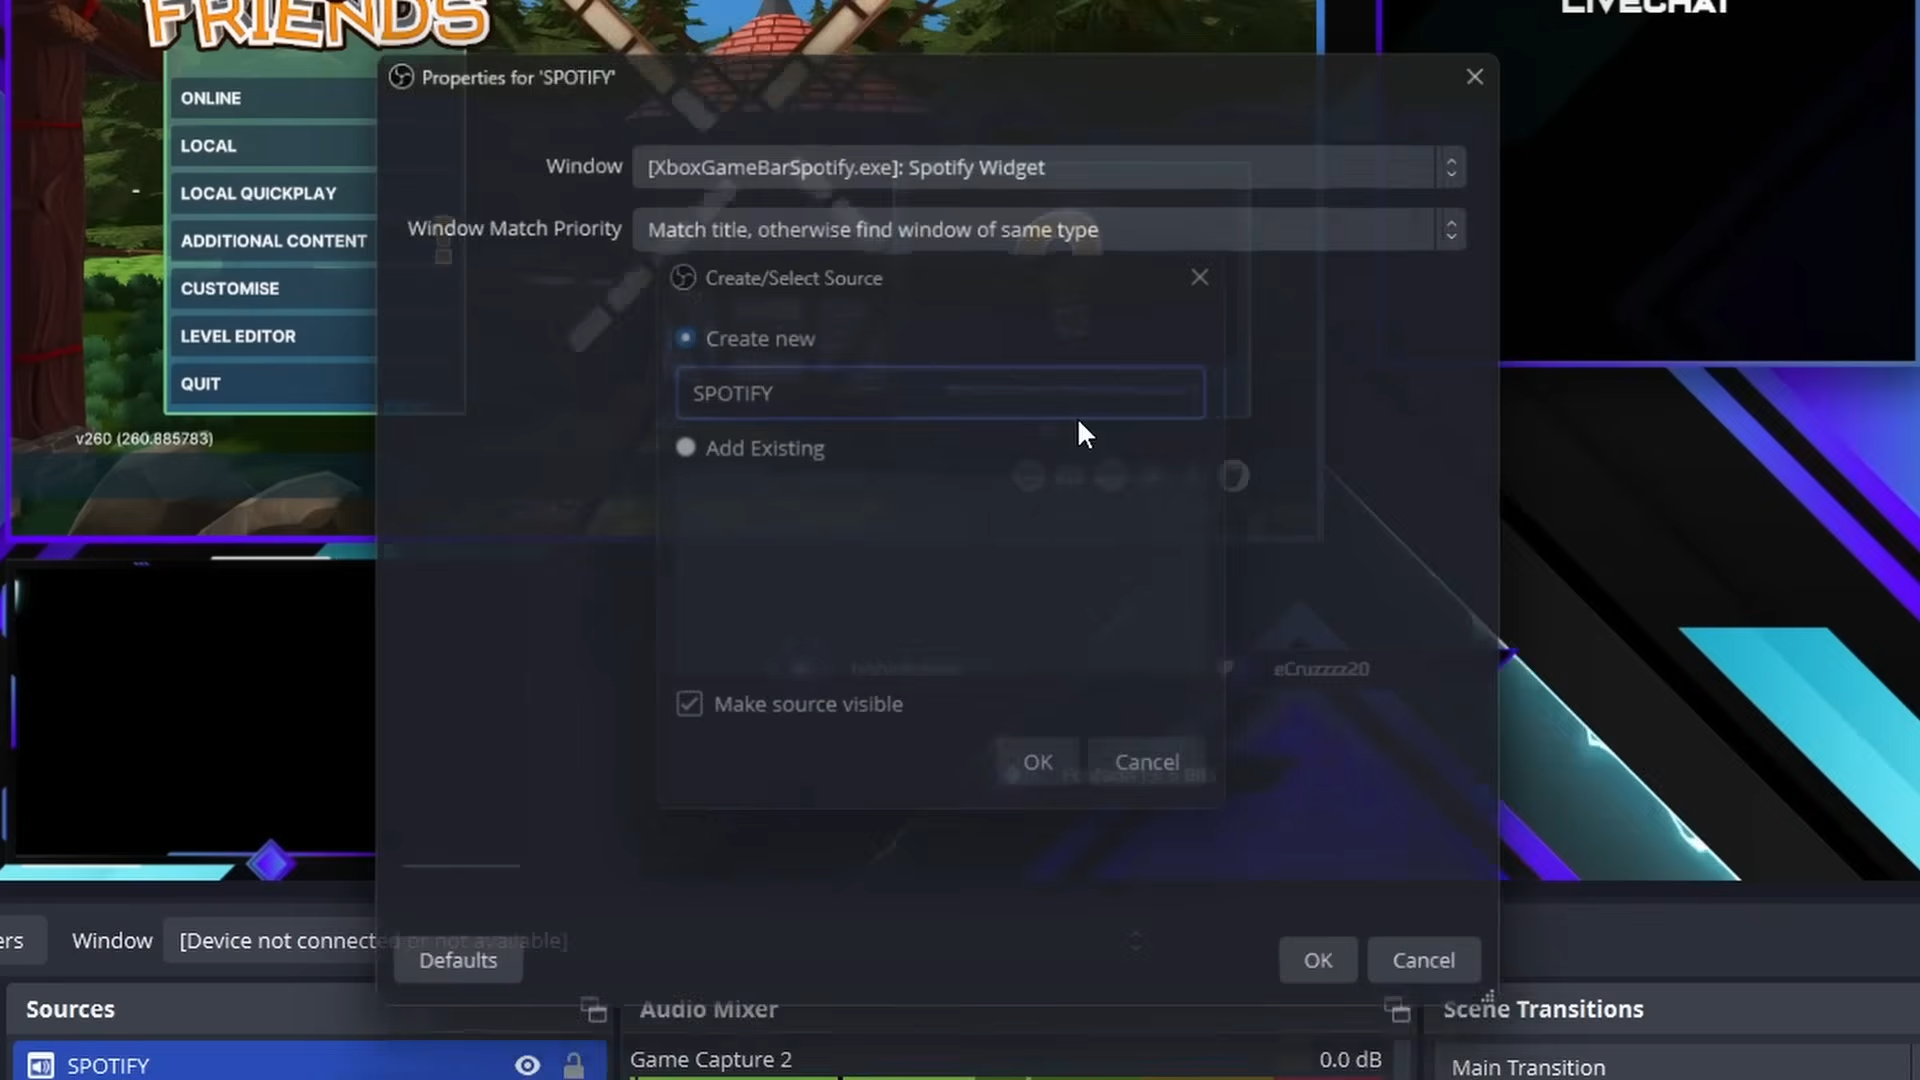 FRIENDS
LIVECHAT
Properties for 'SPOTIFY'
ONLINE
LOCAL
LOCAL QUICKPLAY
ADDITIONAL CONTENT
CUSTOMISE
LEVEL EDITOR
QUIT
v260 (260.885783)
Window [XboxGameBarSpotify.exe]: Spotify Widget
Window Match Priority Match title, otherwise find window of same type
Create/Select Source
Create new
SPOTIFY
Add Existing
eCruzzzz20
Make source visible
OK Cancel
ers Window [Device not connected or not available]
Defaults OK Cancel
Sources Audio Mixer Scene Transitions
SPOTIFY Game Capture 2 0.0 dB Main Transition